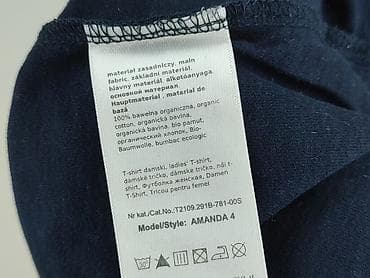 materiał zasadniczy, main
fabric, základní materiál,
hlavny materiál, alkotóanyaga,
основной материал
Hauptmaterial , material de
bază
100% bawełna organiczna, organic
cotton, organická bavlna,
organická bavlna, bio pamut,
органический хлопок, Bio-
Baumwolle, bumbac ecologic
T-shirt damski, ladies' T-shirt,
dámské tričko, dámské tričko, női t-
shirt, футболка женская, Damen
T-Shirt, Tricou pentru femei
Nr kat./Cat.No.:T2109.291B-781-00S
Model/Style: AMANDA 4
30°